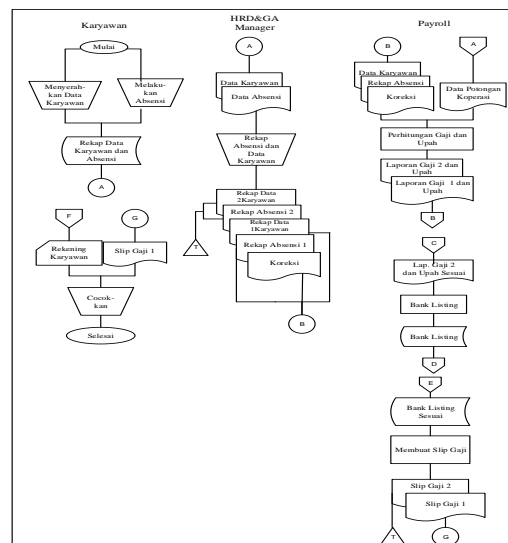 Karyawan
Mulai
Menyerah-
kan Data
Karyawan
Melaku-
kan
Absensi
Rekap Data
Karyawan dan
Absensi
A
F
G
Rekening
Karyawan
Slip Gaji 1
Cocok-
kan
Selesai
HRD&GA
Manager
A
Data Karyawan
Data Absensi
Rekap
Absensi dan
Data
Karyawan
Rekap Data
2Karyawan
Rekap Absensi 2
Rekap Data
1Karyawan
Rekap Absensi 1
Koreksi
T
B
Payroll
B
A
Data Karyawan
Rekap Absensi
Koreksi
Data Potongan
Koperasi
Perhitungan Gaji dan
Upah
Laporan Gaji 2 dan
Upah
Laporan Gaji 1 dan
Upah
B
C
Lap. Gaji 2
dan Upah Sesuai
Bank Listing
Bank Listing
D
E
Bank Listing
Sesuai
Membuat Slip Gaji
Slip Gaji 2
Slip Gaji 1
T
G